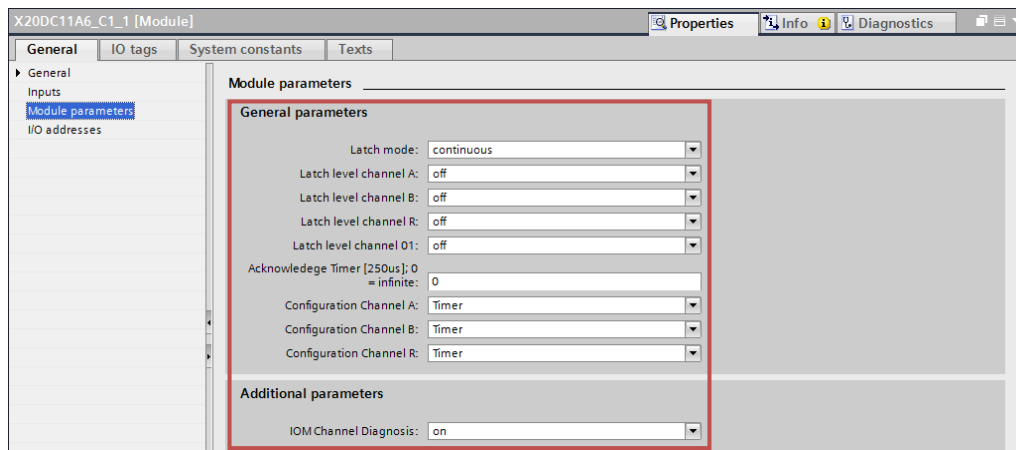 X20DC11A6_C1_1 [Module]
Properties
Info
Diagnostics
General
IO tags
System constants
Texts
General
Inputs
Module parameters
I/O addresses
Module parameters
General parameters
Latch mode: continuous
Latch level channel A: off
Latch level channel B: off
Latch level channel R: off
Latch level channel 01: off
Acknowledege Timer [250us]; 0
= infinite: 0
Configuration Channel A: Timer
Configuration Channel B: Timer
Configuration Channel R: Timer
Additional parameters
IOM Channel Diagnosis: on